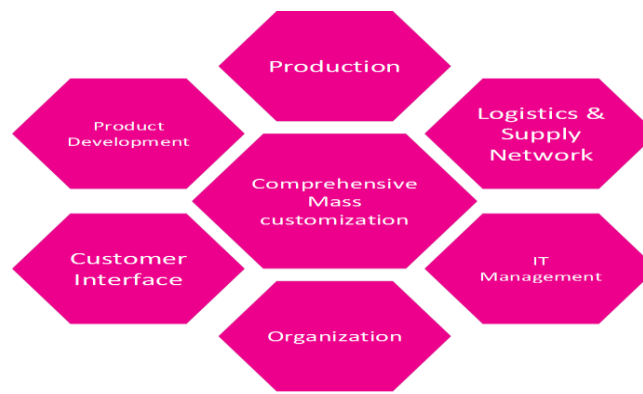 Production
Product
Development
Logistics &
Supply
Network
Comprehensive
Mass
customization
Customer
Interface
IT
Management
Organization